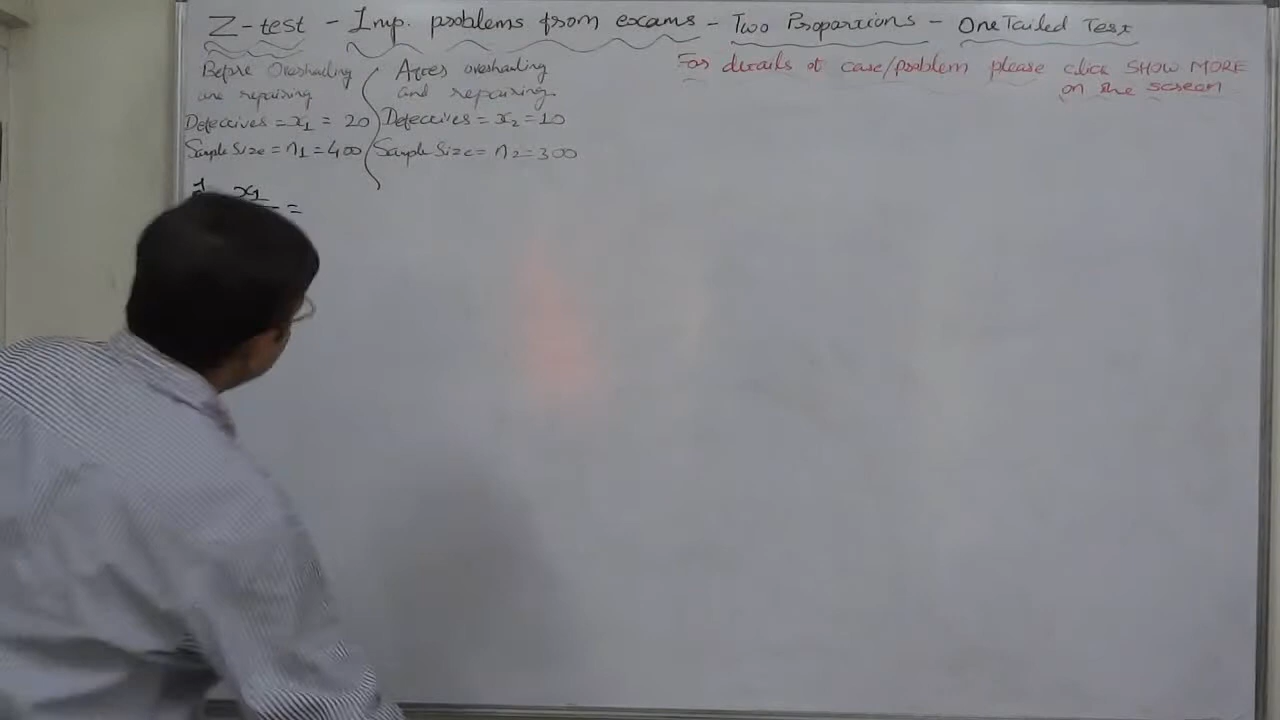 Z-test - Imp. problems from exams - Two Proportions - One Tailed Test
For details of case/problem please click SHOW MORE
on the screen
Before Overhauling
and repairing
Defectives = x1 = 20
Sample Size = n1 = 400
After overhauling
and repairing.
Defectives = x2 = 10
Sample Size = n2 = 300
x1
=